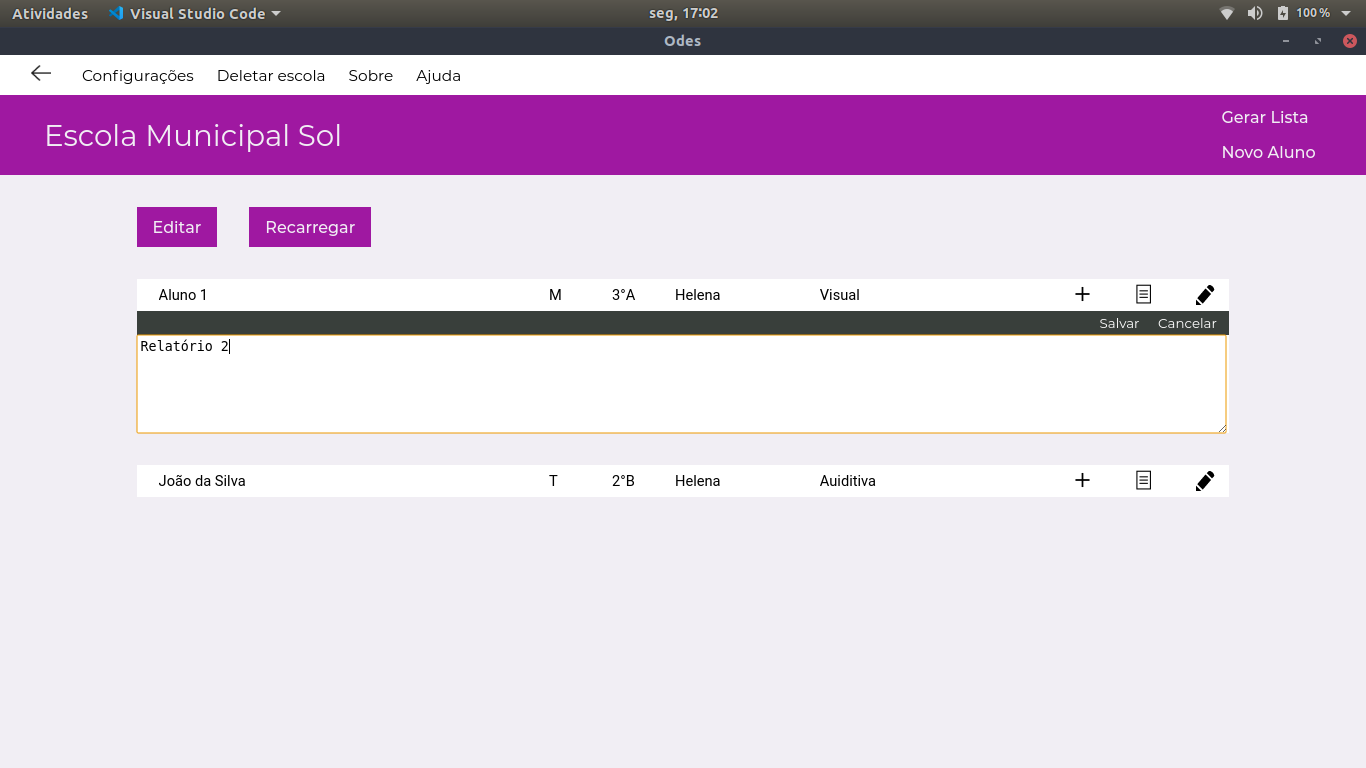 Atividades Visual Studio Code seg, 17:02 100 %
Odes
Configurações Deletar escola Sobre Ajuda
Escola Municipal Sol
Gerar Lista
Novo Aluno
Editar Recarregar
Aluno 1 M 3°A Helena Visual
Salvar Cancelar
Relatório 2
João da Silva T 2°B Helena Auiditiva